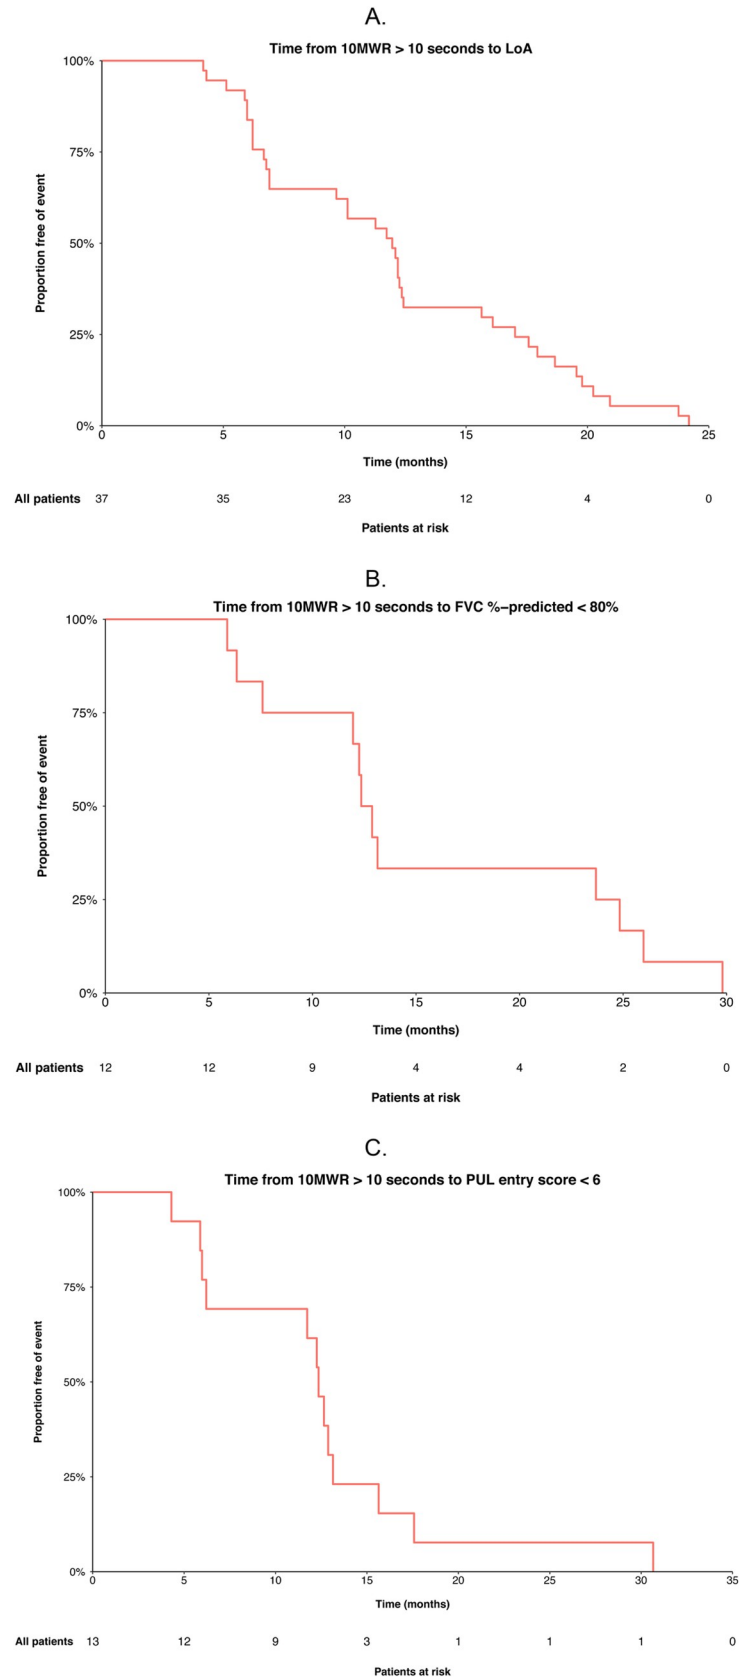 A.
Time from 10MWR > 10 seconds to LoA
100%
75%
50%
25%
0%
Proportion free of event
0 5 10 15 20 25
Time (months)
All patients 37 35 23 12 4 0
Patients at risk
B.
Time from 10MWR > 10 seconds to FVC %−predicted < 80%
100%
75%
50%
25%
0%
Proportion free of event
0 5 10 15 20 25 30
Time (months)
All patients 12 12 9 4 4 2 0
Patients at risk
C.
Time from 10MWR > 10 seconds to PUL entry score < 6
100%
75%
50%
25%
0%
Proportion free of event
0 5 10 15 20 25 30 35
Time (months)
All patients 13 12 9 3 1 1 1 0
Patients at risk